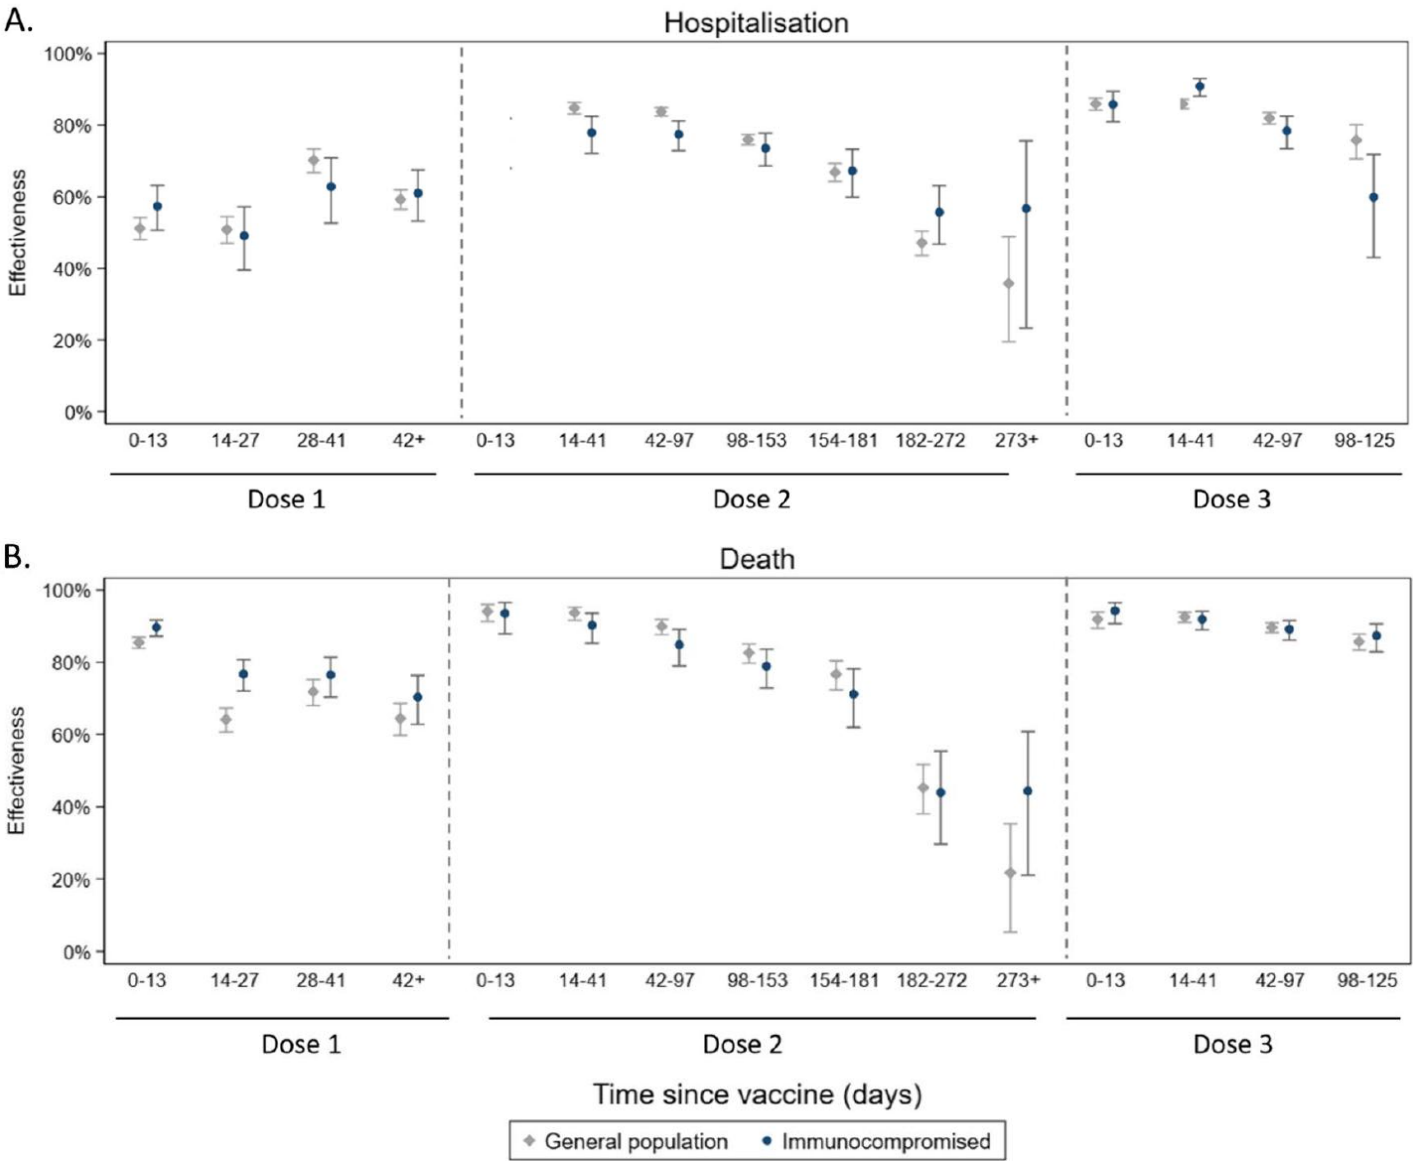 A.
Hospitalisation
100%
80%
60%
40%
20%
0%
Effectiveness
0-13 14-27 28-41 42+ 0-13 14-41 42-97 98-153 154-181 182-272 273+ 0-13 14-41 42-97 98-125
Dose 1 Dose 2 Dose 3
B.
Death
100%
80%
60%
40%
20%
0%
Effectiveness
0-13 14-27 28-41 42+ 0-13 14-41 42-97 98-153 154-181 182-272 273+ 0-13 14-41 42-97 98-125
Dose 1 Dose 2 Dose 3
Time since vaccine (days)
General population Immunocompromised